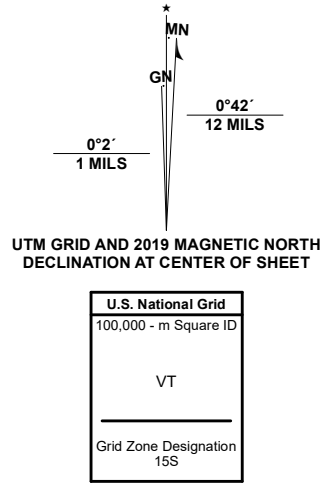 MN
GN
0°42´
12 MILS
0°2´
1 MILS
UTM GRID AND 2019 MAGNETIC NORTH
DECLINATION AT CENTER OF SHEET
U.S. National Grid
100,000 - m Square ID
VT
Grid Zone Designation
15S